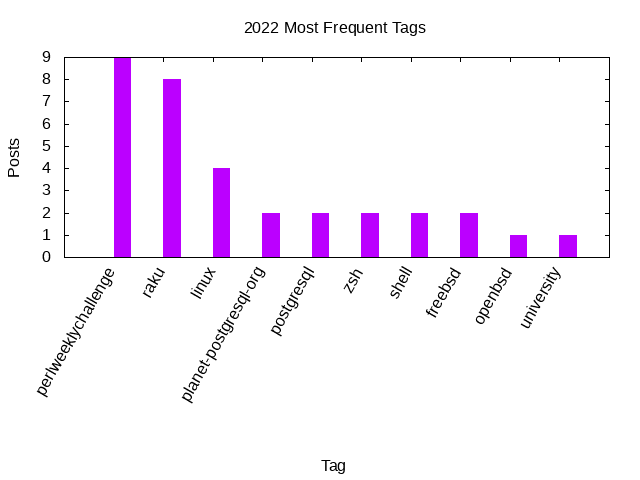 2022 Most Frequent Tags
Posts
9
8
7
6
5
4
3
2
1
0
perlweeklychallenge
raku
linux
planet-postgresql-org
postgresql
zsh
shell
freebsd
openbsd
university
Tag